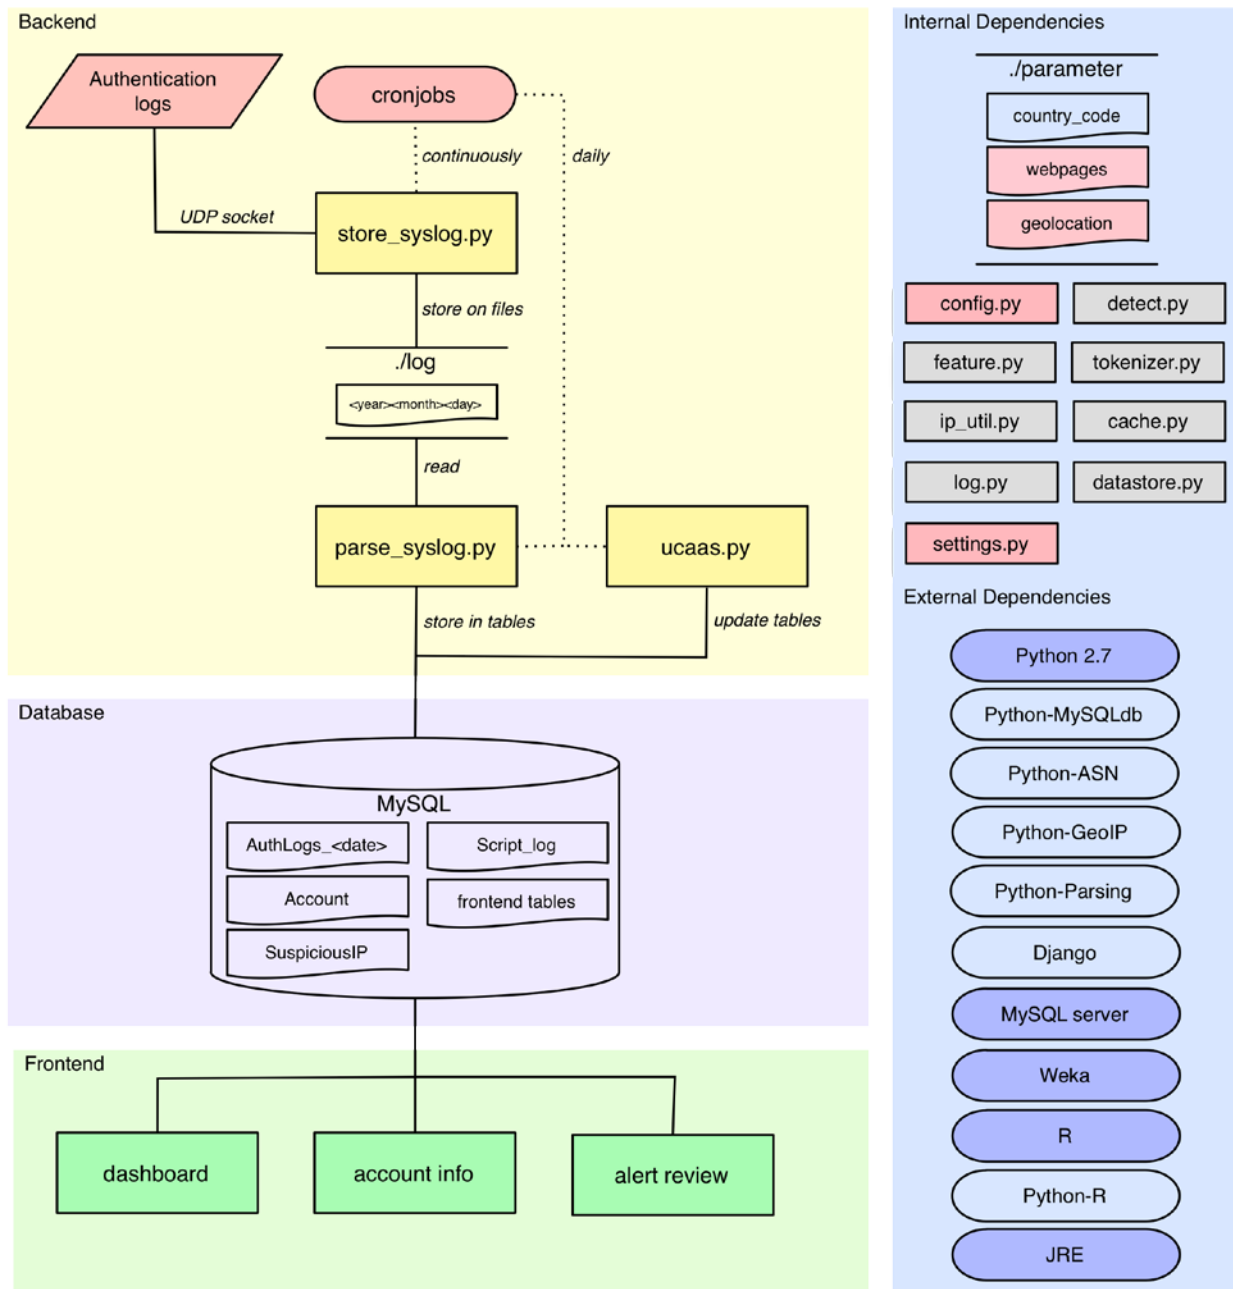 Backend
Authentication
logs
cronjobs
continuously
daily
UDP socket
store_syslog.py
store on files
./log
<year><month><day>
read
parse_syslog.py
ucaas.py
store in tables
update tables
Database
MySQL
AuthLogs_<date>
Script_log
Account
frontend tables
SuspiciousIP
Frontend
dashboard
account info
alert review
Internal Dependencies
./parameter
country_code
webpages
geolocation
config.py
detect.py
feature.py
tokenizer.py
ip_util.py
cache.py
log.py
datastore.py
settings.py
External Dependencies
Python 2.7
Python-MySQLdb
Python-ASN
Python-GeoIP
Python-Parsing
Django
MySQL server
Weka
R
Python-R
JRE